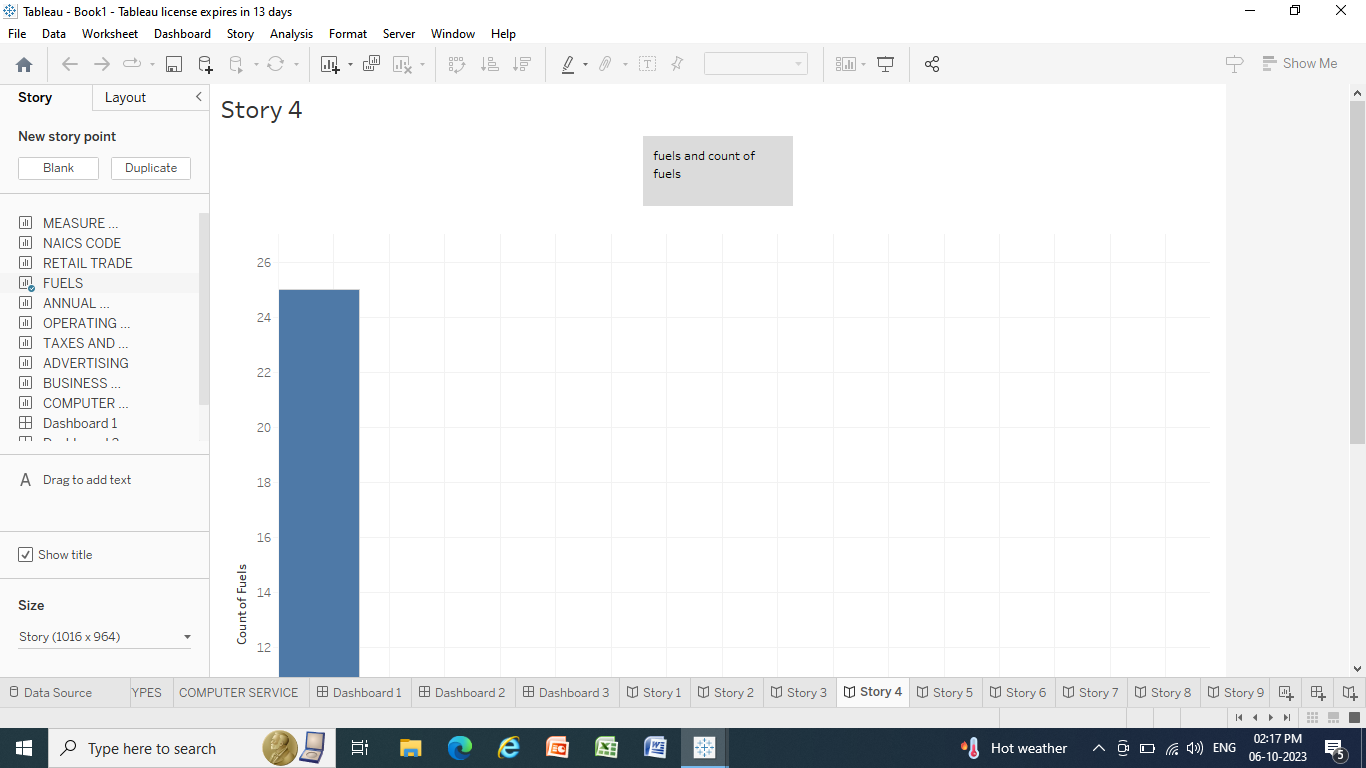 Tableau - Book1 - Tableau license expires in 13 days
File Data Worksheet Dashboard Story Analysis Format Server Window Help
Show Me
Story Layout
New story point
Blank Duplicate
MEASURE ...
NAICS CODE
RETAIL TRADE
FUELS
ANNUAL ...
OPERATING ...
TAXES AND ...
ADVERTISING
BUSINESS ...
COMPUTER ...
Dashboard 1
A Drag to add text
Show title
Size
Story (1016 x 964)
Story 4
fuels and count of
fuels
26
24
22
20
18
16
14
12
Count of Fuels
Data Source YPES COMPUTER SERVICE Dashboard 1 Dashboard 2 Dashboard 3 Story 1 Story 2 Story 3 Story 4 Story 5 Story 6 Story 7 Story 8 Story 9
Type here to search
Hot weather
ENG
02:17 PM
06-10-2023
5